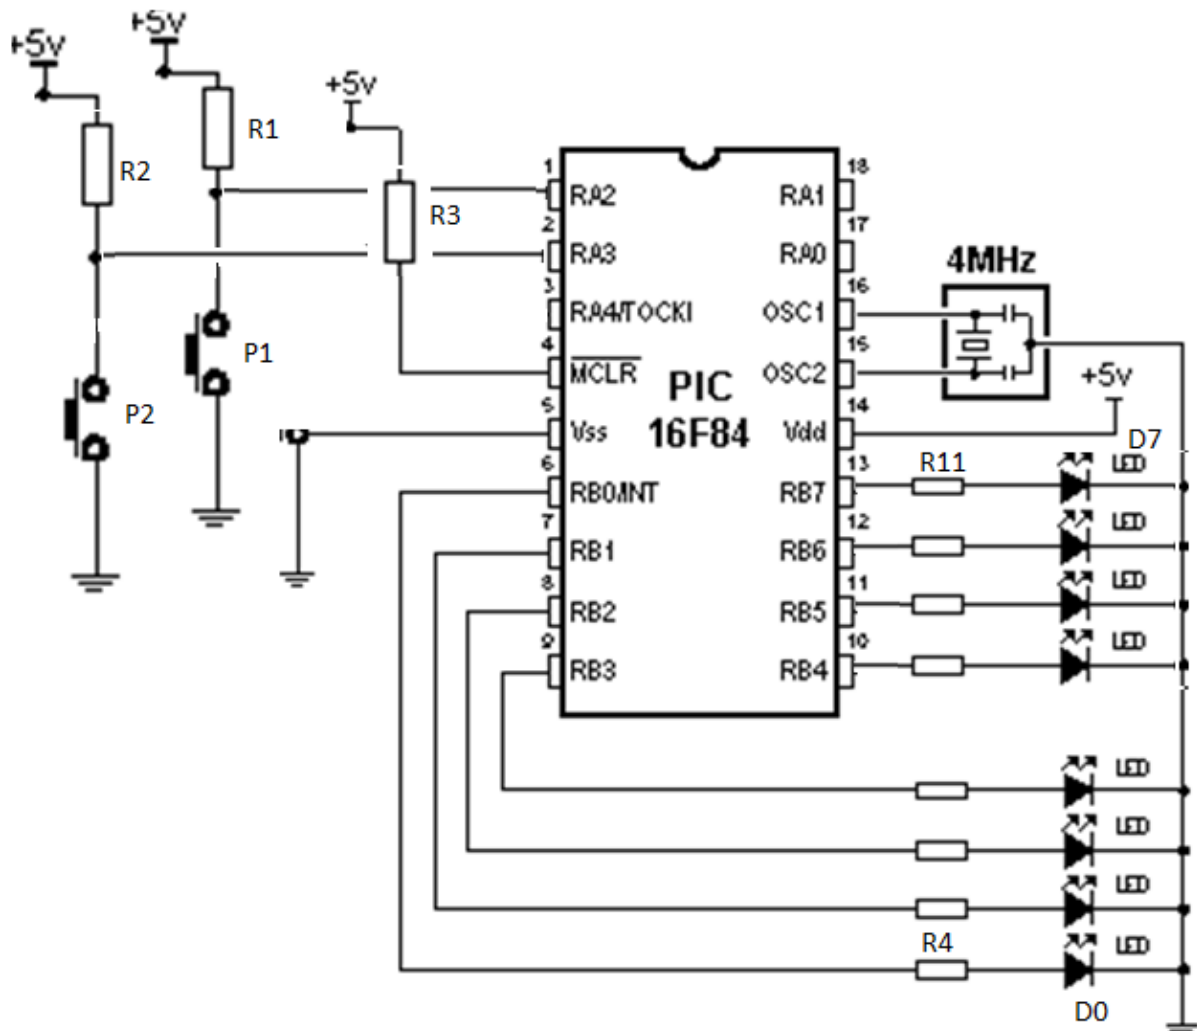 +5v
+5v
+5v
R1
R2
R3
P1
P2
1
RA2
2
RA3
3
RA4/TOCKI
4
MCLR
5
Vss
6
RB0/INT
7
RB1
8
RB2
9
RB3
PIC
16F84
18
RA1
17
RA0
16
OSC1
15
OSC2
14
Vdd
13
RB7
12
RB6
11
RB5
10
RB4
4MHz
+5v
D7
R11
LED
LED
LED
LED
LED
LED
LED
R4
LED
D0